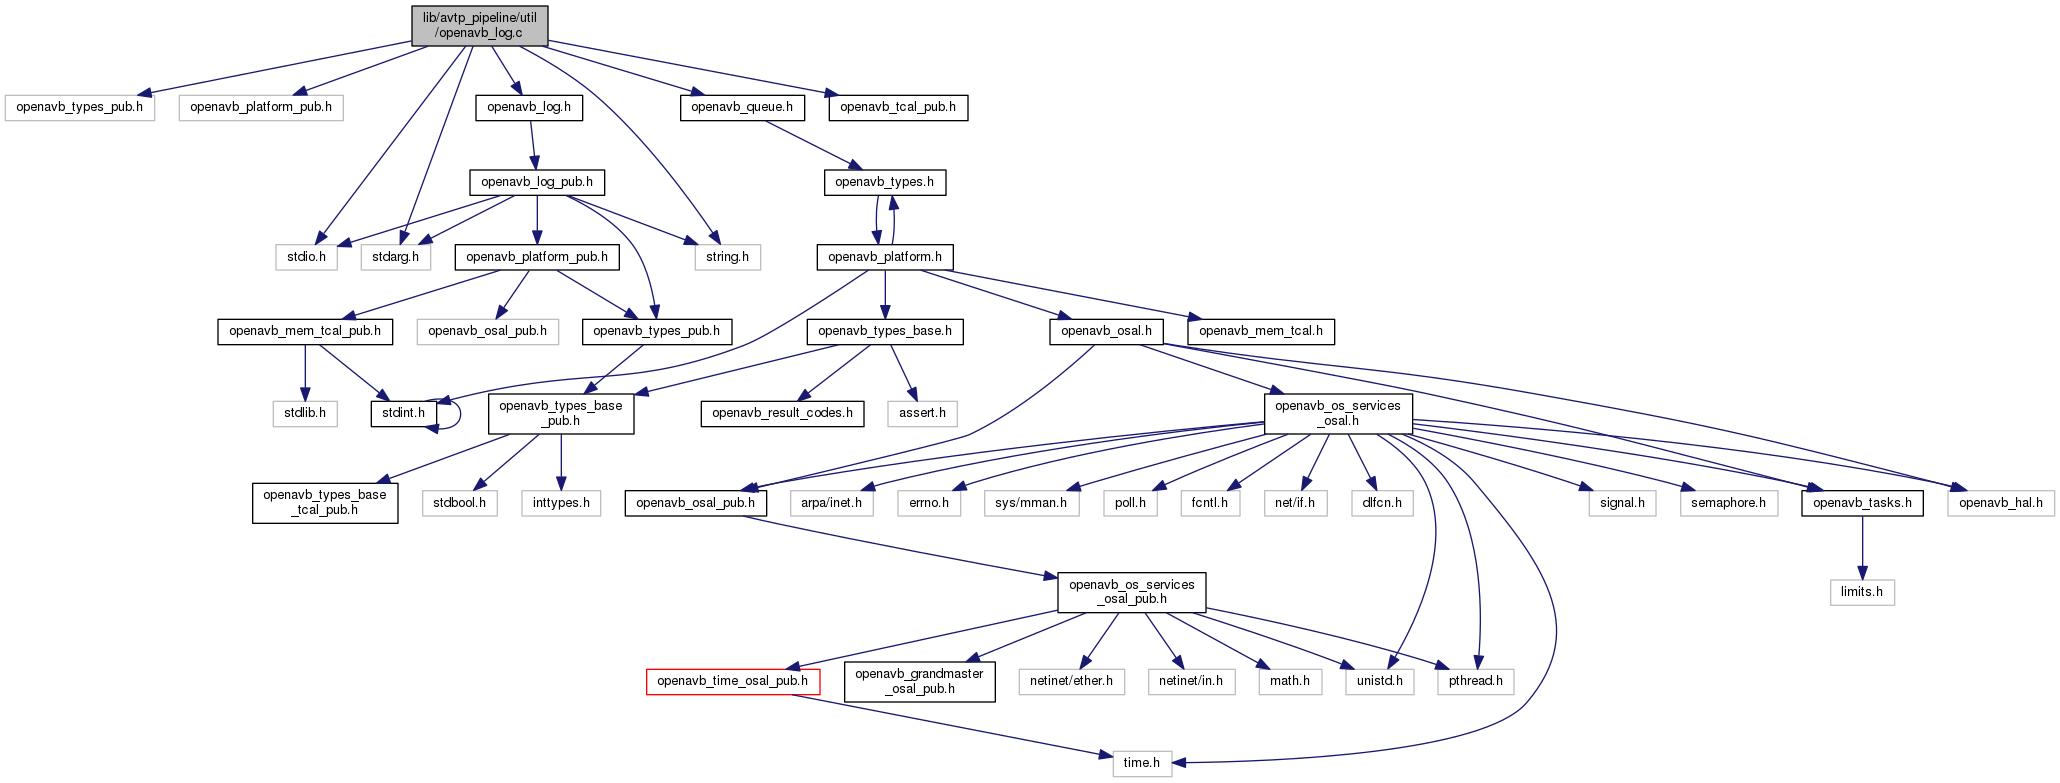 lib/avtp_pipeline/util
/openavb_log.c
openavb_types_pub.h
openavb_platform_pub.h
openavb_log.h
openavb_queue.h
openavb_tcal_pub.h
openavb_log_pub.h
openavb_types.h
stdio.h
stdarg.h
openavb_platform_pub.h
string.h
openavb_platform.h
openavb_mem_tcal_pub.h
openavb_osal_pub.h
openavb_types_pub.h
openavb_types_base.h
openavb_osal.h
openavb_mem_tcal.h
stdlib.h
stdint.h
openavb_types_base
_pub.h
openavb_result_codes.h
assert.h
openavb_os_services
_osal.h
openavb_types_base
_tcal_pub.h
stdbool.h
inttypes.h
openavb_osal_pub.h
arpa/inet.h
errno.h
sys/mman.h
poll.h
fcntl.h
net/if.h
dlfcn.h
signal.h
semaphore.h
openavb_tasks.h
openavb_hal.h
openavb_os_services
_osal_pub.h
limits.h
openavb_time_osal_pub.h
openavb_grandmaster
_osal_pub.h
netinet/ether.h
netinet/in.h
math.h
unistd.h
pthread.h
time.h